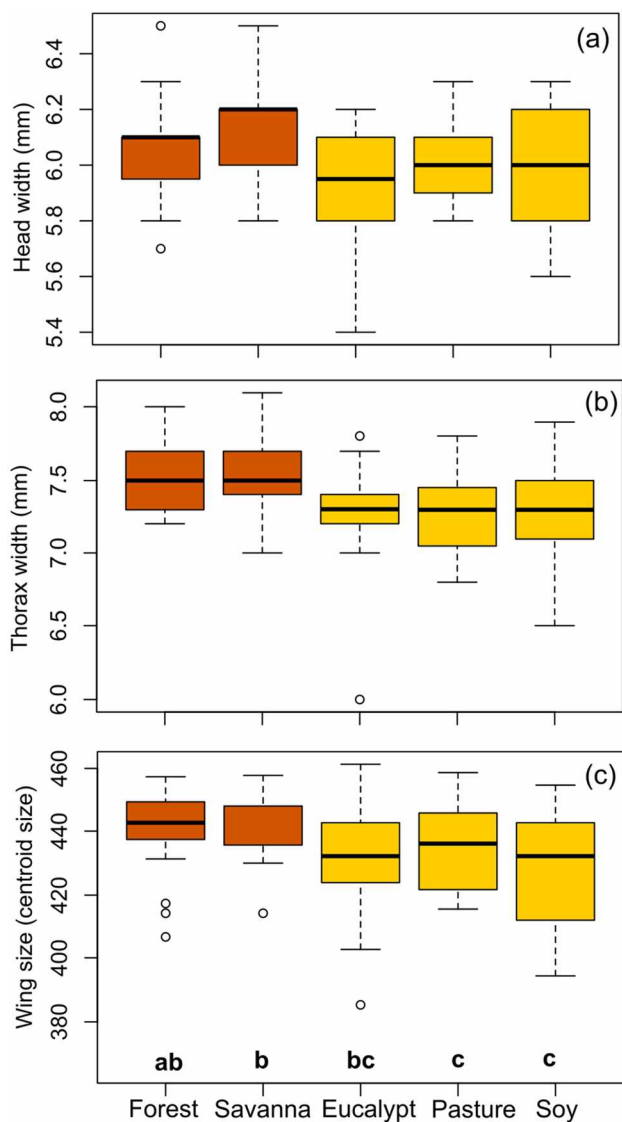 (a)
Head width (mm)
6.4
6.2
6.0
5.8
5.6
5.4
(b)
Thorax width (mm)
8.0
7.5
7.0
6.5
6.0
(c)
Wing size (centroid size)
460
440
420
400
380
ab b bc c c
Forest Savanna Eucalypt Pasture Soy